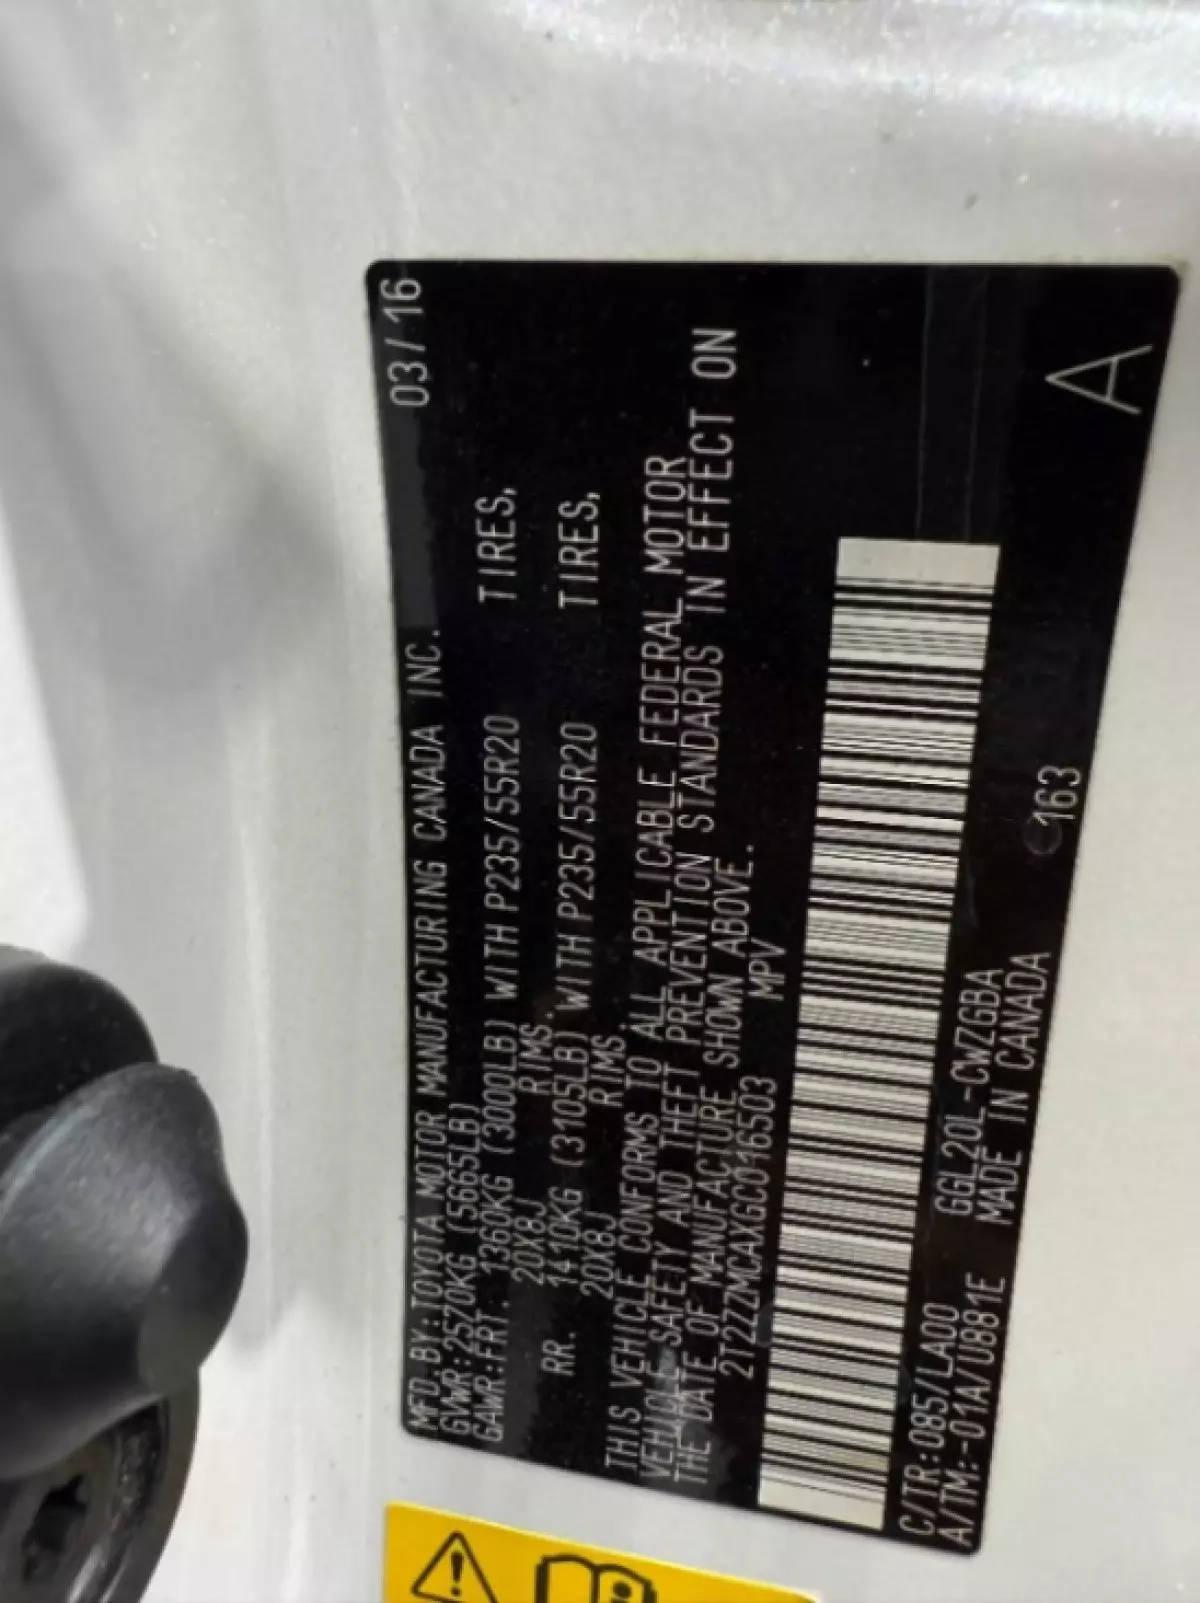 MFD.BY:TOYOTA MOTOR MANUFACTURING CANADA INC. 03/16
GVWR:2570KG (5665LB)
GAWR:FRT. 1360KG (3000LB) WITH P235/55R20 TIRES,
20X8J RIMS.
RR. 1410KG (3105LB) WITH P235/55R20 TIRES,
20X8J RIMS.
THIS VEHICLE CONFORMS TO ALL APPLICABLE FEDERAL MOTOR
VEHICLE SAFETY AND THEFT PREVENTION STANDARDS IN EFFECT ON
THE DATE OF MANUFACTURE SHOWN ABOVE.
2T2ZZMCAXGC016503 MPV
C/TR:085/LA00 GGL20L-CWZGBA
A/TM:-01A/U881E MADE IN CANADA 163
A